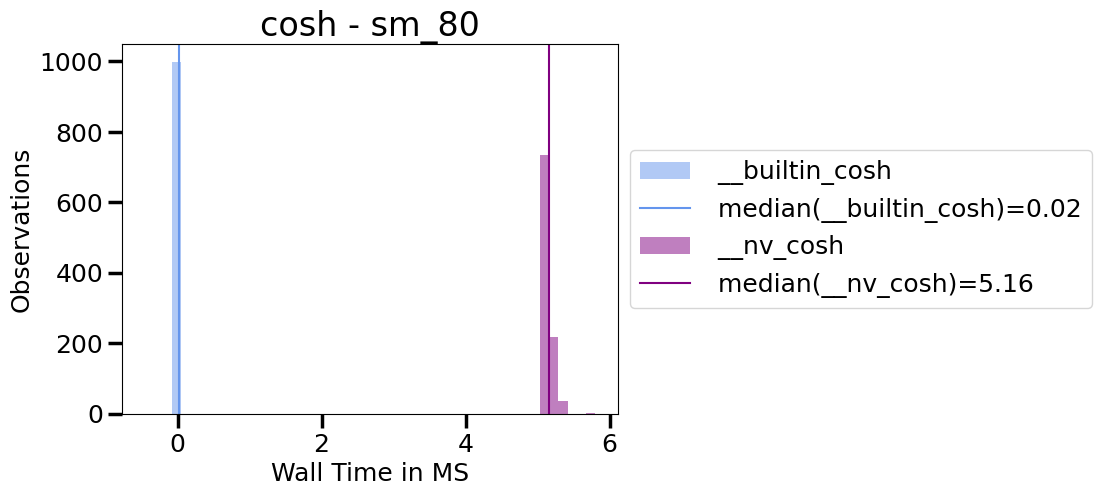 cosh - sm_80
1000
800
600
400
200
0
Observations
0 2 4 6
Wall Time in MS
__builtin_cosh
median(__builtin_cosh)=0.02
__nv_cosh
median(__nv_cosh)=5.16